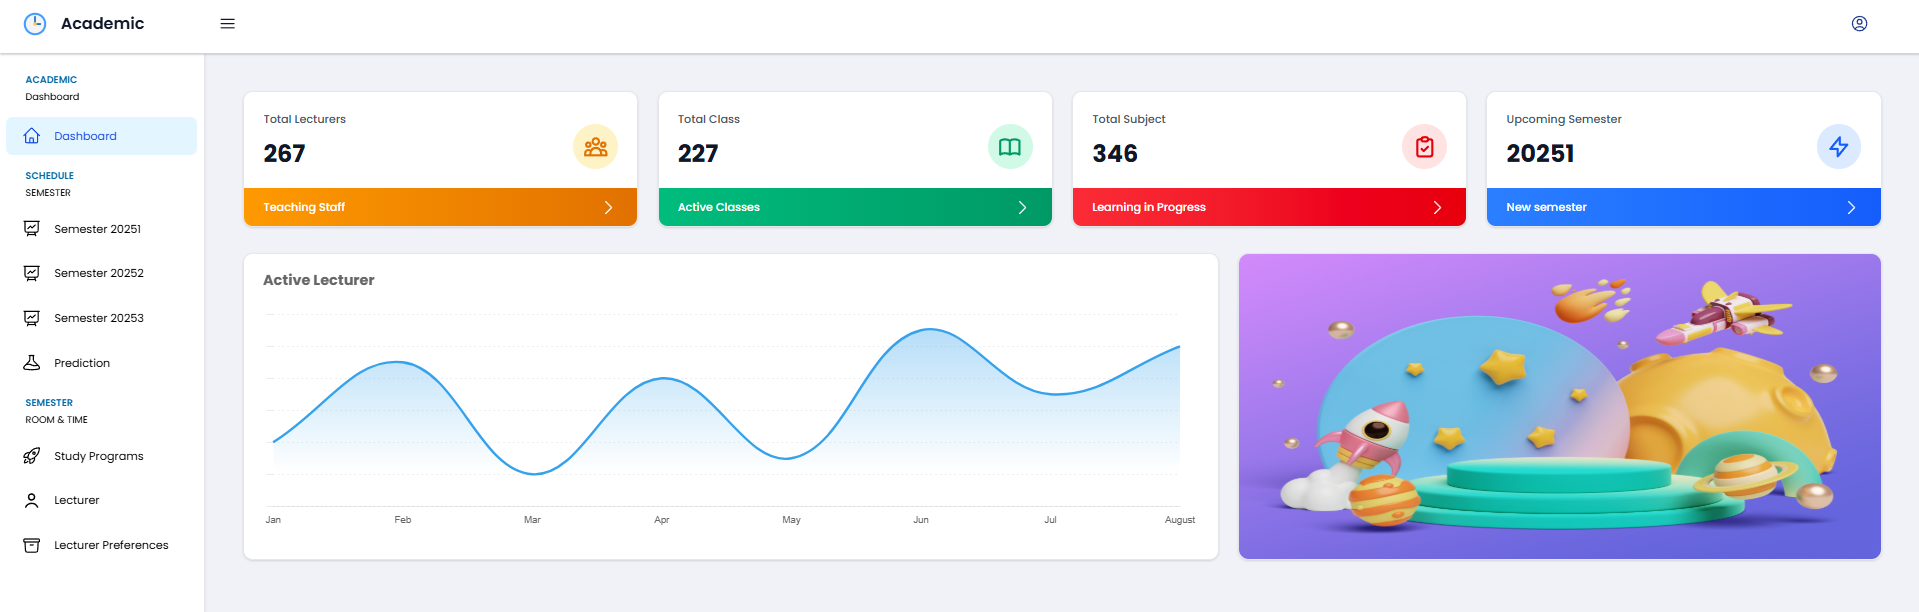 Academic
ACADEMIC
Dashboard
Dashboard
SCHEDULE
SEMESTER
Semester 20251
Semester 20252
Semester 20253
Prediction
SEMESTER
ROOM & TIME
Study Programs
Lecturer
Lecturer Preferences
Total Lecturers
267
Teaching Staff
Total Class
227
Active Classes
Total Subject
346
Learning in Progress
Upcoming Semester
20251
New semester
Active Lecturer
Jan Feb Mar Apr May Jun Jul August